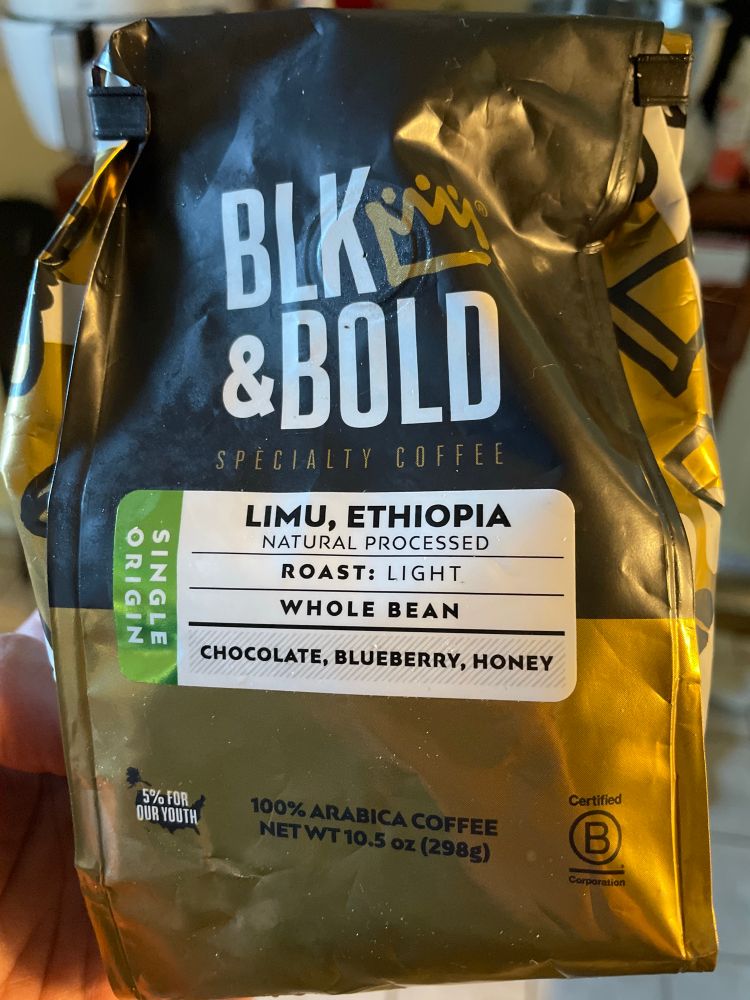 BLK
&BOLD
®
SPECIALTY COFFEE
SINGLE
ORIGIN
LIMU, ETHIOPIA
NATURAL PROCESSED
ROAST: LIGHT
WHOLE BEAN
CHOCOLATE, BLUEBERRY, HONEY
5% FOR
OUR YOUTH
100% ARABICA COFFEE
NET WT 10.5 oz (298g)
Certified
B
Corporation